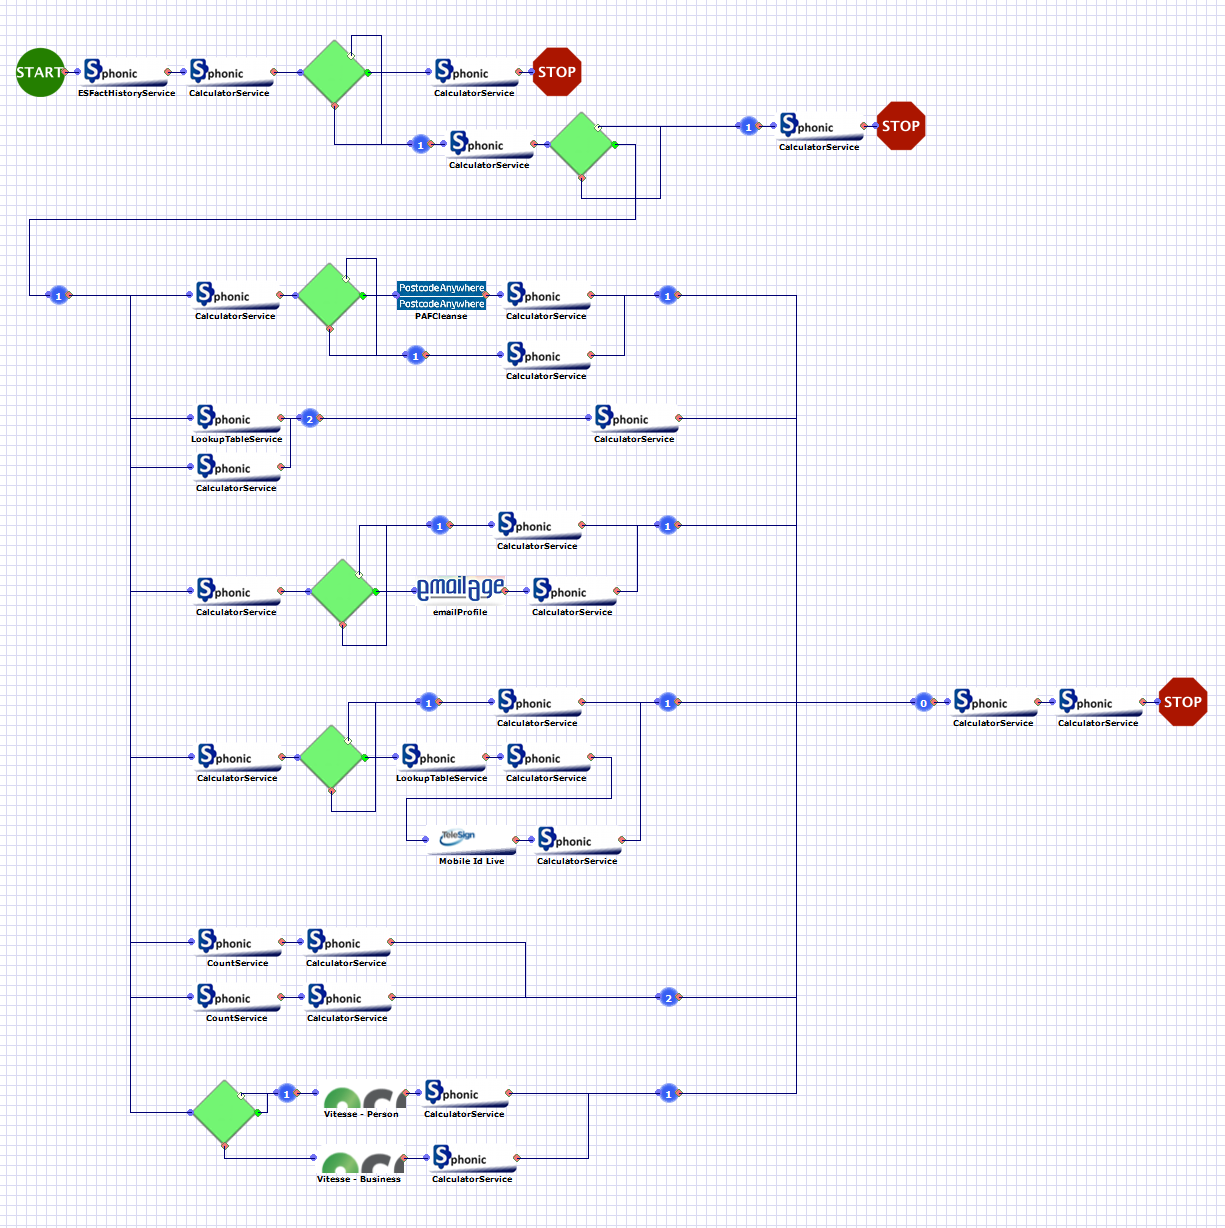 START
Sphonic
ESFactHistoryService
Sphonic
CalculatorService
Sphonic
CalculatorService
STOP
1
Sphonic
CalculatorService
1
Sphonic
CalculatorService
STOP
1
Sphonic
CalculatorService
PostcodeAnywhere
PostcodeAnywhere
PAFCleanse
Sphonic
CalculatorService
1
1
Sphonic
CalculatorService
Sphonic
LookupTableService
2
Sphonic
CalculatorService
Sphonic
CalculatorService
1
Sphonic
CalculatorService
1
Sphonic
CalculatorService
emailage
emailProfile
Sphonic
CalculatorService
1
Sphonic
CalculatorService
1
0
Sphonic
CalculatorService
Sphonic
CalculatorService
STOP
Sphonic
CalculatorService
Sphonic
LookupTableService
Sphonic
CalculatorService
TeleSign
Mobile Id Live
Sphonic
CalculatorService
Sphonic
CountService
Sphonic
CalculatorService
Sphonic
CountService
Sphonic
CalculatorService
2
1
Vitesse - Person
Sphonic
CalculatorService
1
Vitesse - Business
Sphonic
CalculatorService